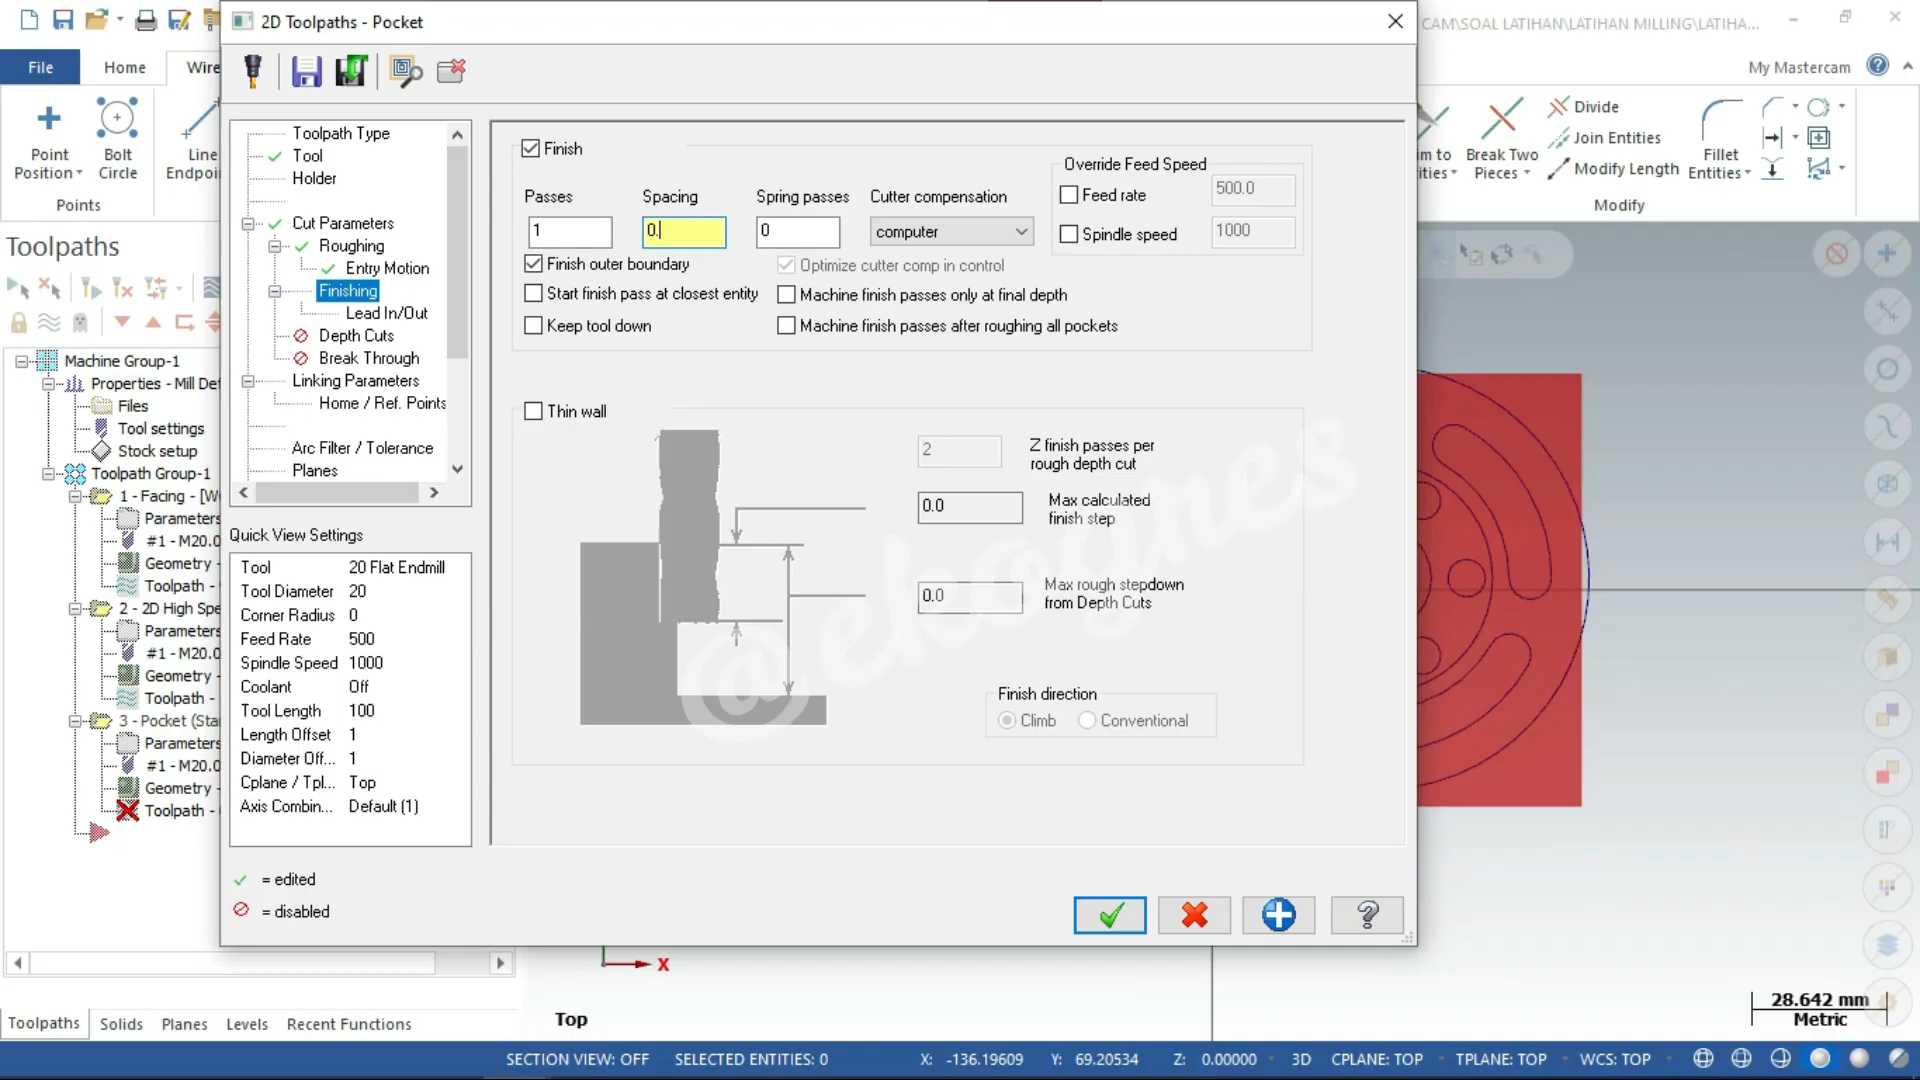 2D Toolpaths - Pocket
CAM\SOAL LATIHAN\LATIHAN MILLING\LATIHA...
File
Home
Wire
My Mastercam
Point
Position
Bolt
Circle
Line
Endpoi
Points
Divide
Join Entities
Modify Length
Break Two
Pieces
Fillet
Entities
Modify
Toolpaths
Machine Group-1
Properties - Mill De
Files
Tool settings
Stock setup
Toolpath Group-1
1 - Facing - [W
Parameters
#1 - M20.0
Geometry -
Toolpath -
2 - 2D High Spe
Parameters
#1 - M20.0
Geometry -
Toolpath -
3 - Pocket (Sta
Parameters
#1 - M20.0
Geometry -
Toolpath -
Toolpath Type
Tool
Holder
Cut Parameters
Roughing
Entry Motion
Finishing
Lead In/Out
Depth Cuts
Break Through
Linking Parameters
Home / Ref. Points
Arc Filter / Tolerance
Planes
Quick View Settings
Tool 20 Flat Endmill
Tool Diameter 20
Corner Radius 0
Feed Rate 500
Spindle Speed 1000
Coolant Off
Tool Length 100
Length Offset 1
Diameter Off... 1
Cplane / Tpl... Top
Axis Combin... Default (1)
= edited
= disabled
Finish
Passes Spacing Spring passes Cutter compensation
1 0. 0 computer
Override Feed Speed
Feed rate 500.0
Spindle speed 1000
Finish outer boundary
Optimize cutter comp in control
Start finish pass at closest entity
Machine finish passes only at final depth
Keep tool down
Machine finish passes after roughing all pockets
Thin wall
2 Z finish passes per
rough depth cut
0.0 Max calculated
finish step
0.0 Max rough stepdown
from Depth Cuts
Finish direction
Climb Conventional
@ekognes
X
Top
28.642 mm
Metric
Toolpaths Solids Planes Levels Recent Functions
SECTION VIEW: OFF SELECTED ENTITIES: 0 X: -136.19609 Y: 69.20534 Z: 0.00000 3D CPLANE: TOP TPLANE: TOP WCS: TOP